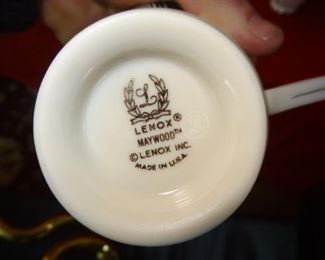 L
LENOX®
MAYWOOD™
©LENOX INC.
MADE IN U.S.A.